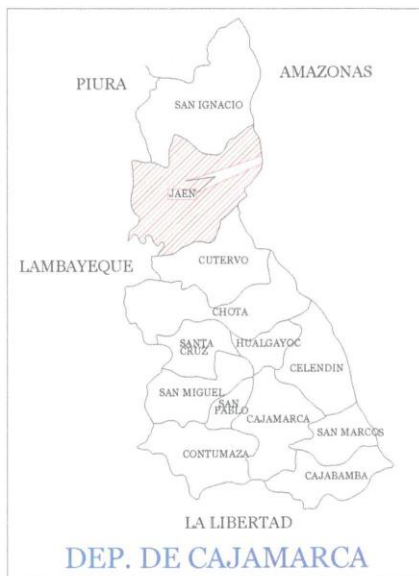 PIURA
AMAZONAS
SAN IGNACIO
JAEN
LAMBAYEQUE
CUTERVO
CHOTA
SANTA
CRUZ
HUALGAYOC
CELENDIN
SAN MIGUEL
SAN
PABLO
CAJAMARCA
SAN MARCOS
CONTUMAZA
CAJABAMBA
LA LIBERTAD
DEP. DE CAJAMARCA